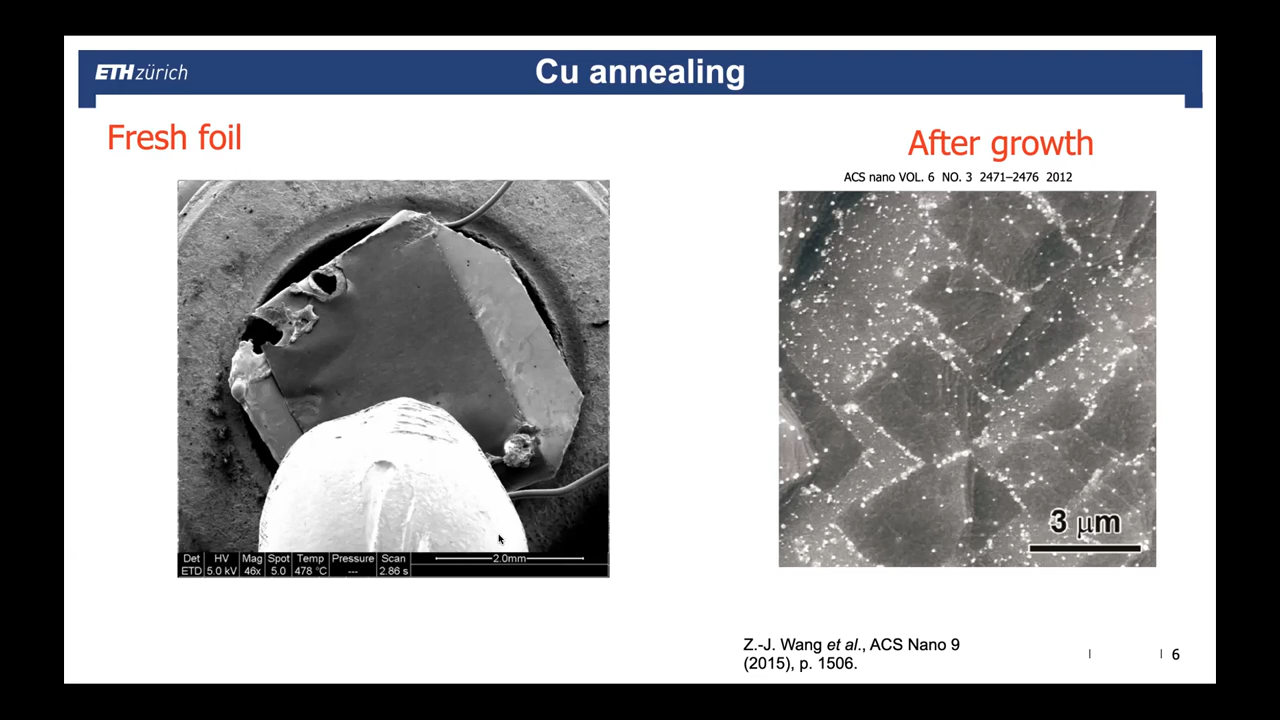 ETHzürich
Cu annealing
Fresh foil
After growth
ACS nano VOL. 6 NO. 3 2471–2476 2012
3 μm
Det HV Mag Spot Temp Pressure Scan
2.0mm
ETD 5.0 kV 46x 5.0 478 °C --- 2.86 s
Z.-J. Wang et al., ACS Nano 9
(2015), p. 1506.
6